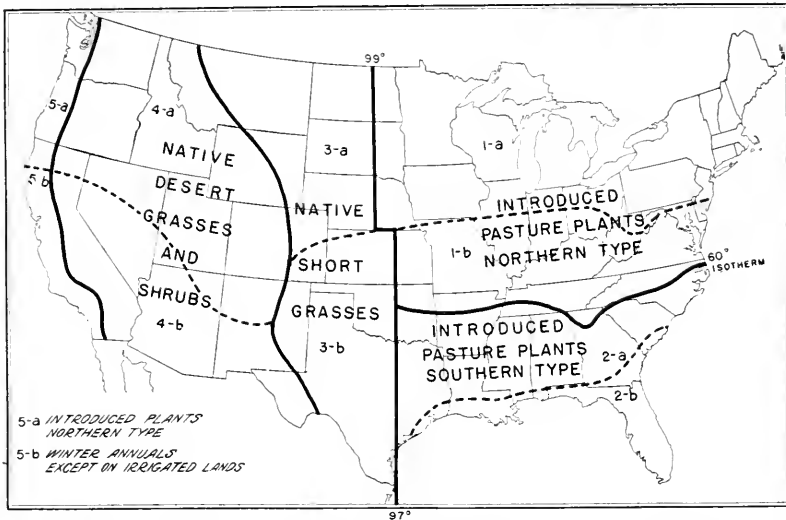 99°
5-a
4-a
NATIVE
3-a
1-a
5-b
DESERT
NATIVE
INTRODUCED
GRASSES
PASTURE PLANTS
1-b
NORTHERN TYPE
AND
SHORT
60°
ISOTHERM
SHRUBS
4-b
GRASSES
3-b
INTRODUCED
PASTURE PLANTS
SOUTHERN TYPE
2-a
2-b
5-a INTRODUCED PLANTS
NORTHERN TYPE
5-b WINTER ANNUALS
EXCEPT ON IRRIGATED LANDS
97°